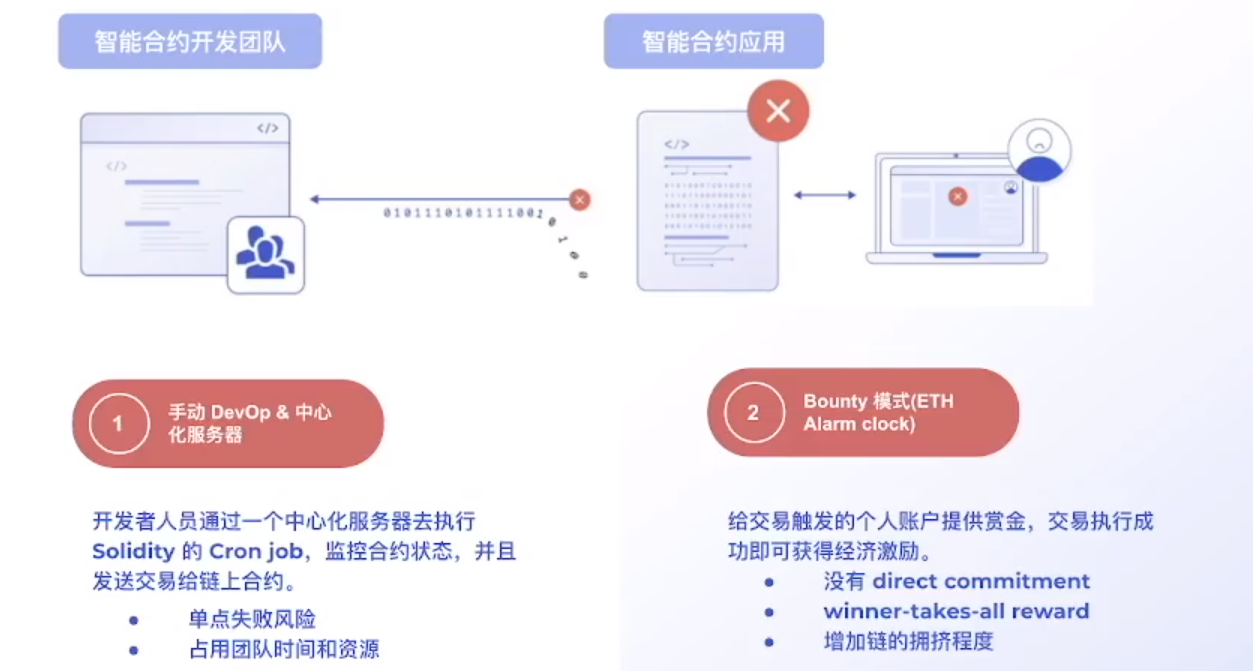 智能合约开发团队
智能合约应用
</>
</>
</>
01011101011110010100
1
手动 DevOp & 中心
化服务器
开发者人员通过一个中心化服务器去执行
Solidity 的 Cron job，监控合约状态，并且
发送交易给链上合约。
• 单点失败风险
• 占用团队时间和资源
2
Bounty 模式(ETH
Alarm clock)
给交易触发的个人账户提供赏金，交易执行成
功即可获得经济激励。
• 没有 direct commitment
• winner-takes-all reward
• 增加链的拥挤程度